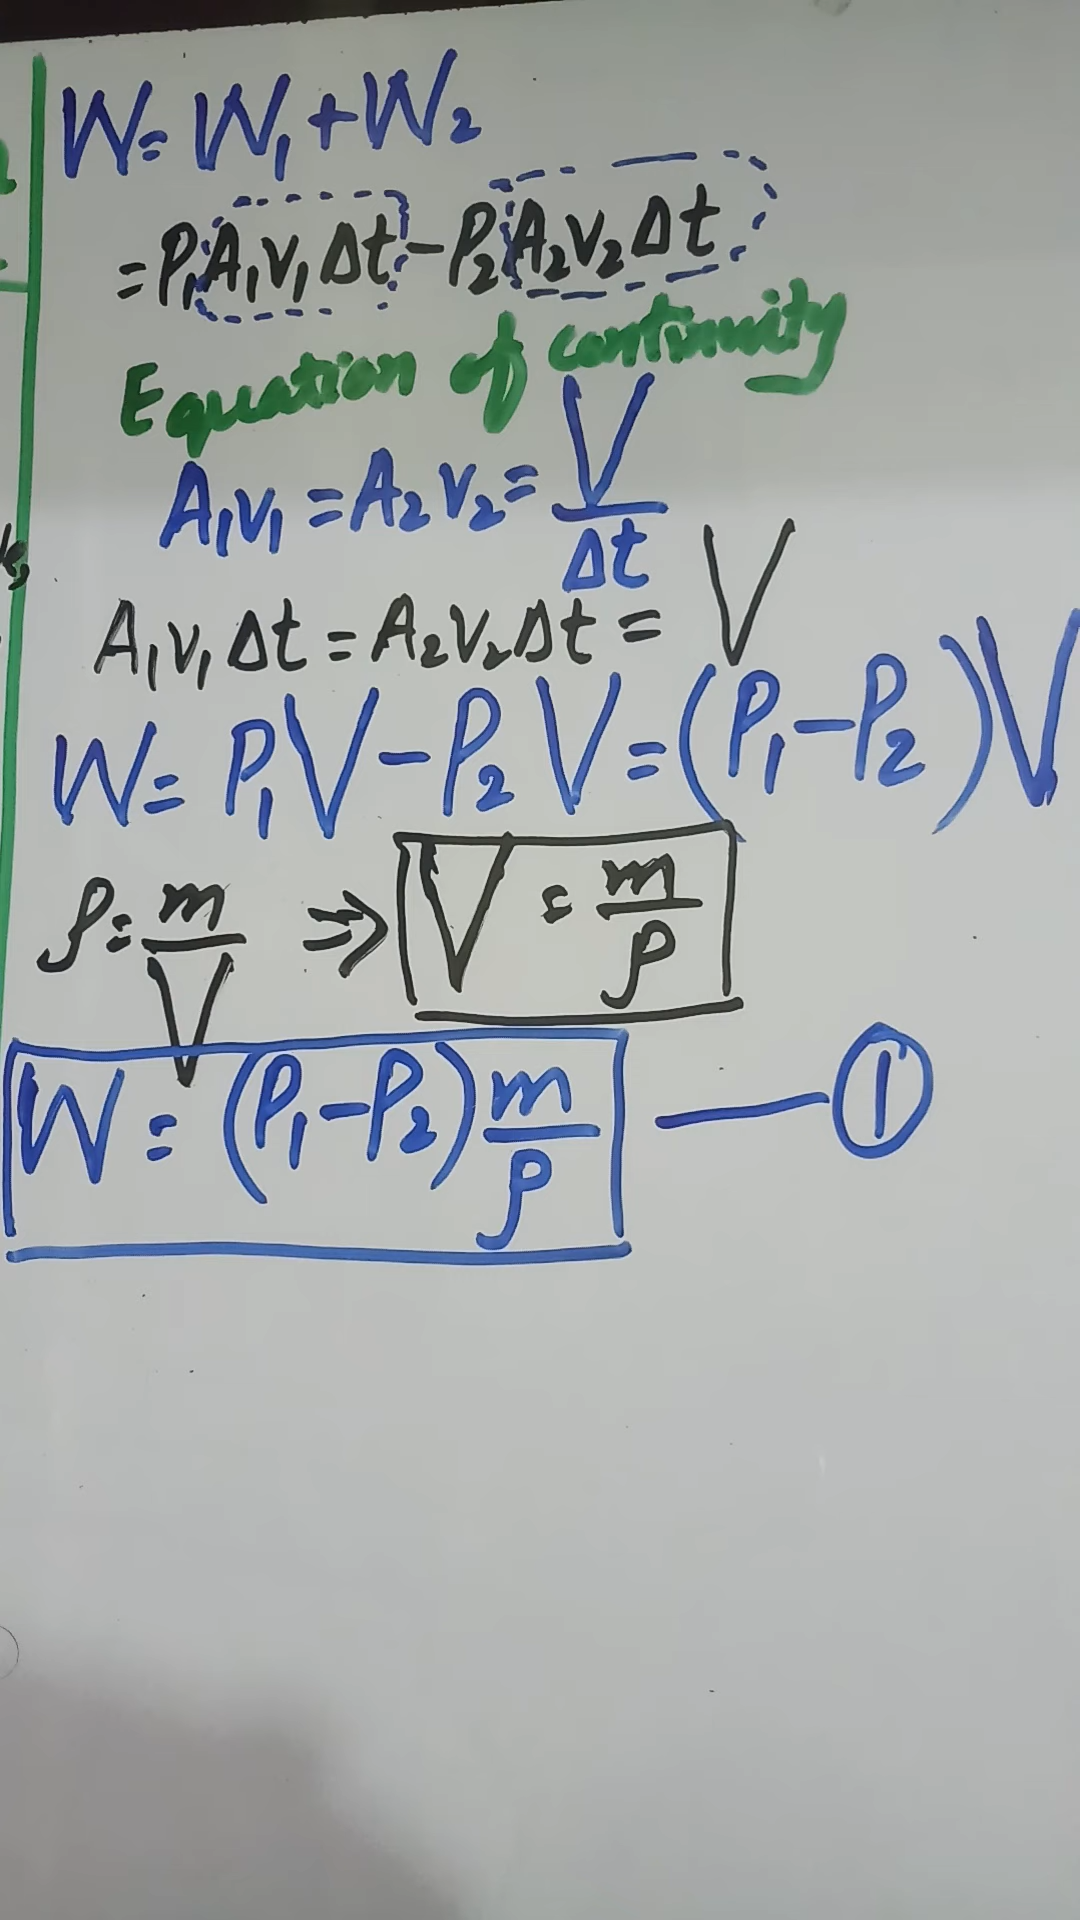 W = W₁ + W₂
= P₁A₁v₁Δt - P₂A₂v₂Δt
Equation of continuity
A₁v₁ = A₂v₂ = V/Δt
A₁v₁Δt = A₂v₂Δt = V
W = P₁V - P₂V = (P₁-P₂)V
ρ = m/V ⇒ V = m/ρ
W = (P₁-P₂) m/ρ — ①